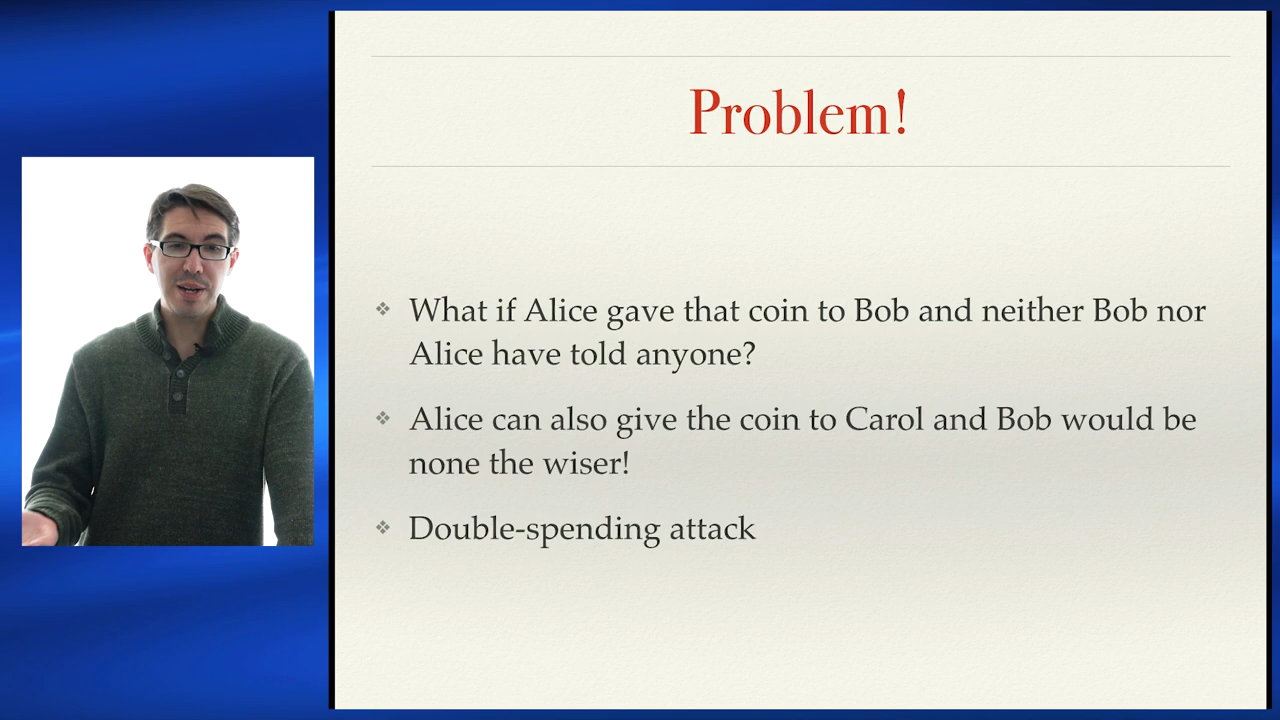 Problem!
What if Alice gave that coin to Bob and neither Bob nor
Alice have told anyone?
Alice can also give the coin to Carol and Bob would be
none the wiser!
Double-spending attack